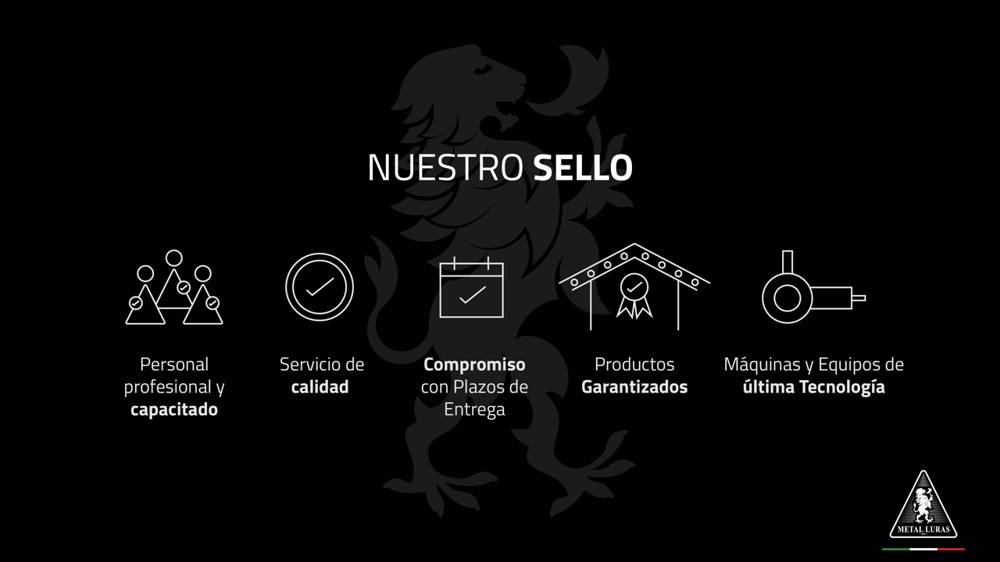 NUESTRO SELLO
Personal
profesional y
capacitado
Servicio de
calidad
Compromiso
con Plazos de
Entrega
Productos
Garantizados
Máquinas y Equipos de
última Tecnología
METAL LURAS